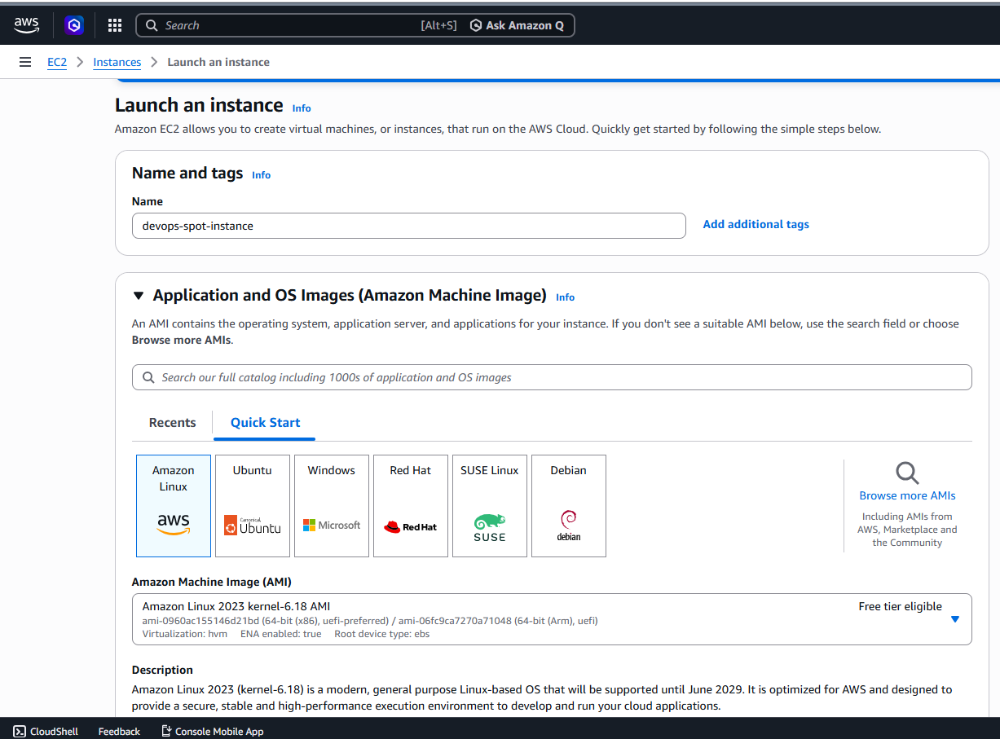 aws
Search [Alt+S] Ask Amazon Q
EC2 Instances Launch an instance
Launch an instance Info
Amazon EC2 allows you to create virtual machines, or instances, that run on the AWS Cloud. Quickly get started by following the simple steps below.
Name and tags Info
Name
devops-spot-instance Add additional tags
Application and OS Images (Amazon Machine Image) Info
An AMI contains the operating system, application server, and applications for your instance. If you don't see a suitable AMI below, use the search field or choose
Browse more AMIs.
Search our full catalog including 1000s of application and OS images
Recents Quick Start
Amazon
Linux
aws
Ubuntu
Canonical
Ubuntu
Windows
Microsoft
Red Hat
Red Hat
SUSE Linux
SUSE
Debian
debian
Browse more AMIs
Including AMIs from
AWS, Marketplace and
the Community
Amazon Machine Image (AMI)
Amazon Linux 2023 kernel-6.18 AMI Free tier eligible
ami-0960ac155146d21bd (64-bit (x86), uefi-preferred) / ami-06fc9ca7270a71048 (64-bit (Arm), uefi)
Virtualization: hvm ENA enabled: true Root device type: ebs
Description
Amazon Linux 2023 (kernel-6.18) is a modern, general purpose Linux-based OS that will be supported until June 2029. It is optimized for AWS and designed to
provide a secure, stable and high-performance execution environment to develop and run your cloud applications.
CloudShell Feedback Console Mobile App